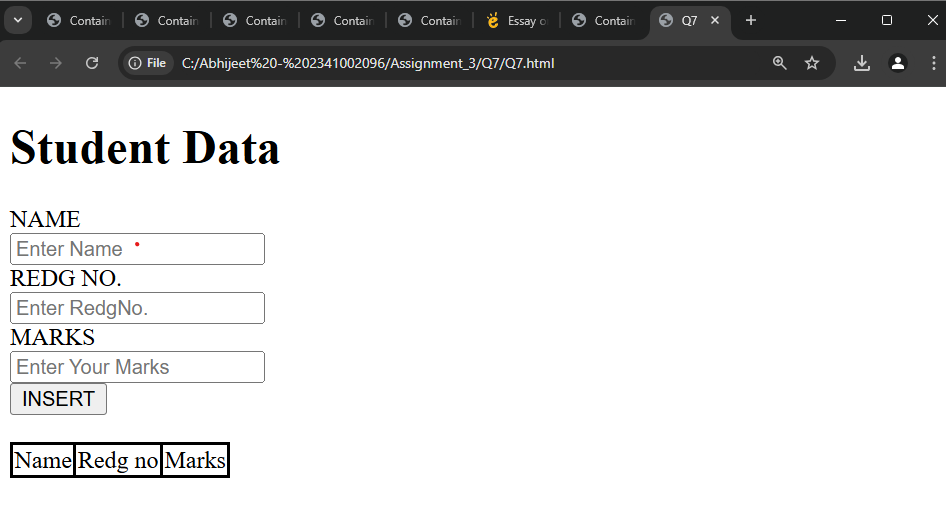 Contain Contain Contain Contain Contain Essay o Contain Q7
File C:/Abhijeet%20-%202341002096/Assignment_3/Q7/Q7.html
Student Data
NAME
Enter Name
REDG NO.
Enter RedgNo.
MARKS
Enter Your Marks
INSERT
Name Redg no Marks